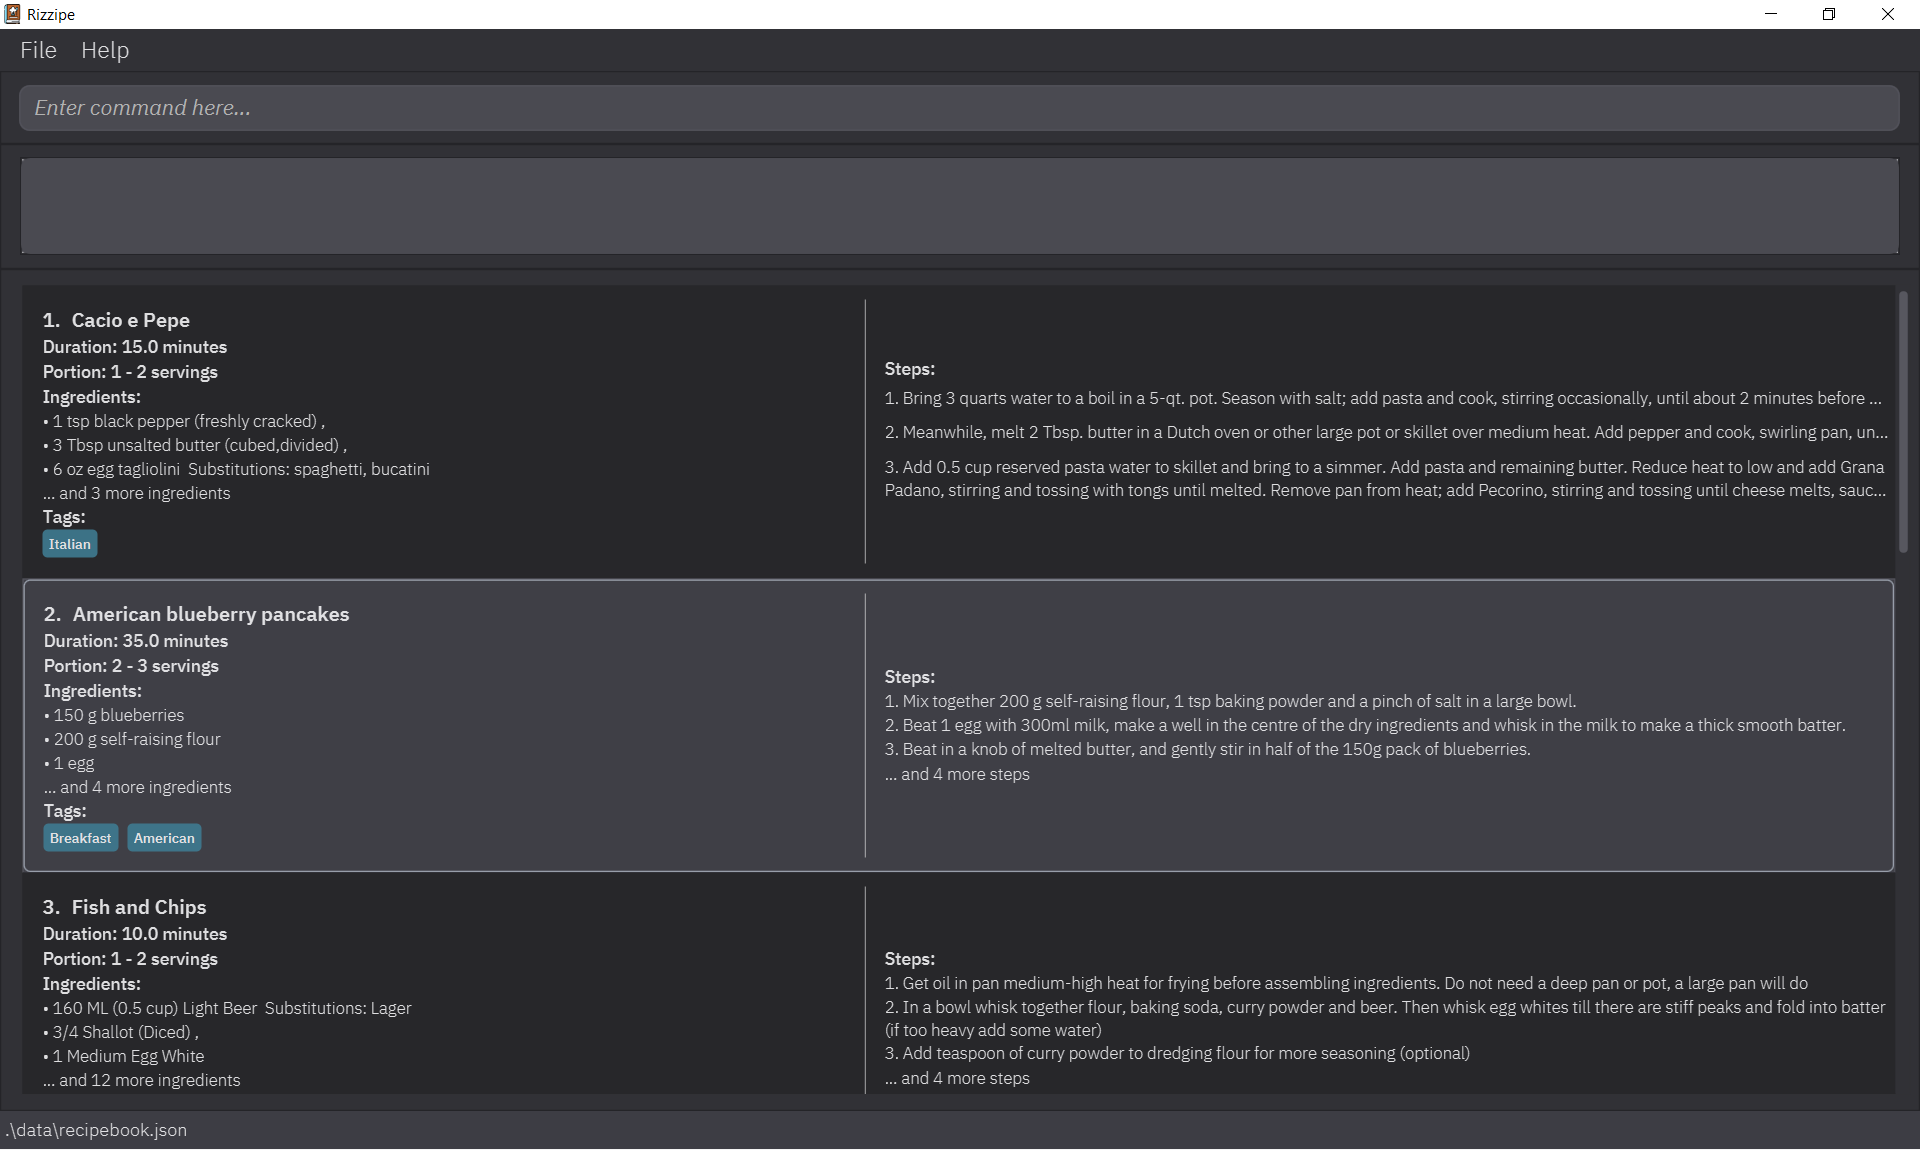 Rizzipe
File Help
Enter command here...
1. Cacio e Pepe
Duration: 15.0 minutes
Portion: 1 - 2 servings
Ingredients:
• 1 tsp black pepper (freshly cracked) ,
• 3 Tbsp unsalted butter (cubed,divided) ,
• 6 oz egg tagliolini Substitutions: spaghetti, bucatini
... and 3 more ingredients
Tags:
Italian
Steps:
1. Bring 3 quarts water to a boil in a 5-qt. pot. Season with salt; add pasta and cook, stirring occasionally, until about 2 minutes before ...
2. Meanwhile, melt 2 Tbsp. butter in a Dutch oven or other large pot or skillet over medium heat. Add pepper and cook, swirling pan, un...
3. Add 0.5 cup reserved pasta water to skillet and bring to a simmer. Add pasta and remaining butter. Reduce heat to low and add Grana
Padano, stirring and tossing with tongs until melted. Remove pan from heat; add Pecorino, stirring and tossing until cheese melts, sauc...
2. American blueberry pancakes
Duration: 35.0 minutes
Portion: 2 - 3 servings
Ingredients:
• 150 g blueberries
• 200 g self-raising flour
• 1 egg
... and 4 more ingredients
Tags:
Breakfast American
Steps:
1. Mix together 200 g self-raising flour, 1 tsp baking powder and a pinch of salt in a large bowl.
2. Beat 1 egg with 300ml milk, make a well in the centre of the dry ingredients and whisk in the milk to make a thick smooth batter.
3. Beat in a knob of melted butter, and gently stir in half of the 150g pack of blueberries.
... and 4 more steps
3. Fish and Chips
Duration: 10.0 minutes
Portion: 1 - 2 servings
Ingredients:
• 160 ML (0.5 cup) Light Beer Substitutions: Lager
• 3/4 Shallot (Diced) ,
• 1 Medium Egg White
... and 12 more ingredients
Steps:
1. Get oil in pan medium-high heat for frying before assembling ingredients. Do not need a deep pan or pot, a large pan will do
2. In a bowl whisk together flour, baking soda, curry powder and beer. Then whisk egg whites till there are stiff peaks and fold into batter
(if too heavy add some water)
3. Add teaspoon of curry powder to dredging flour for more seasoning (optional)
... and 4 more steps
.\data\recipebook.json